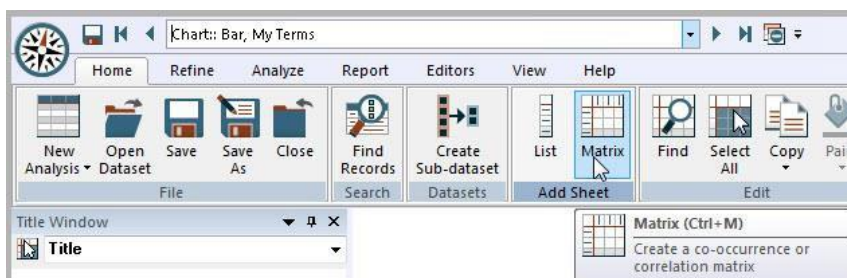 Chart:: Bar, My Terms
Home Refine Analyze Report Editors View Help
New Analysis
Open Dataset
Save
Save As
Close
Find Records
Create Sub-dataset
List
Matrix
Find
Select All
Copy
File Search Datasets Add Sheet Edit
Title Window
Title
Matrix (Ctrl+M)
Create a co-occurrence or
correlation matrix